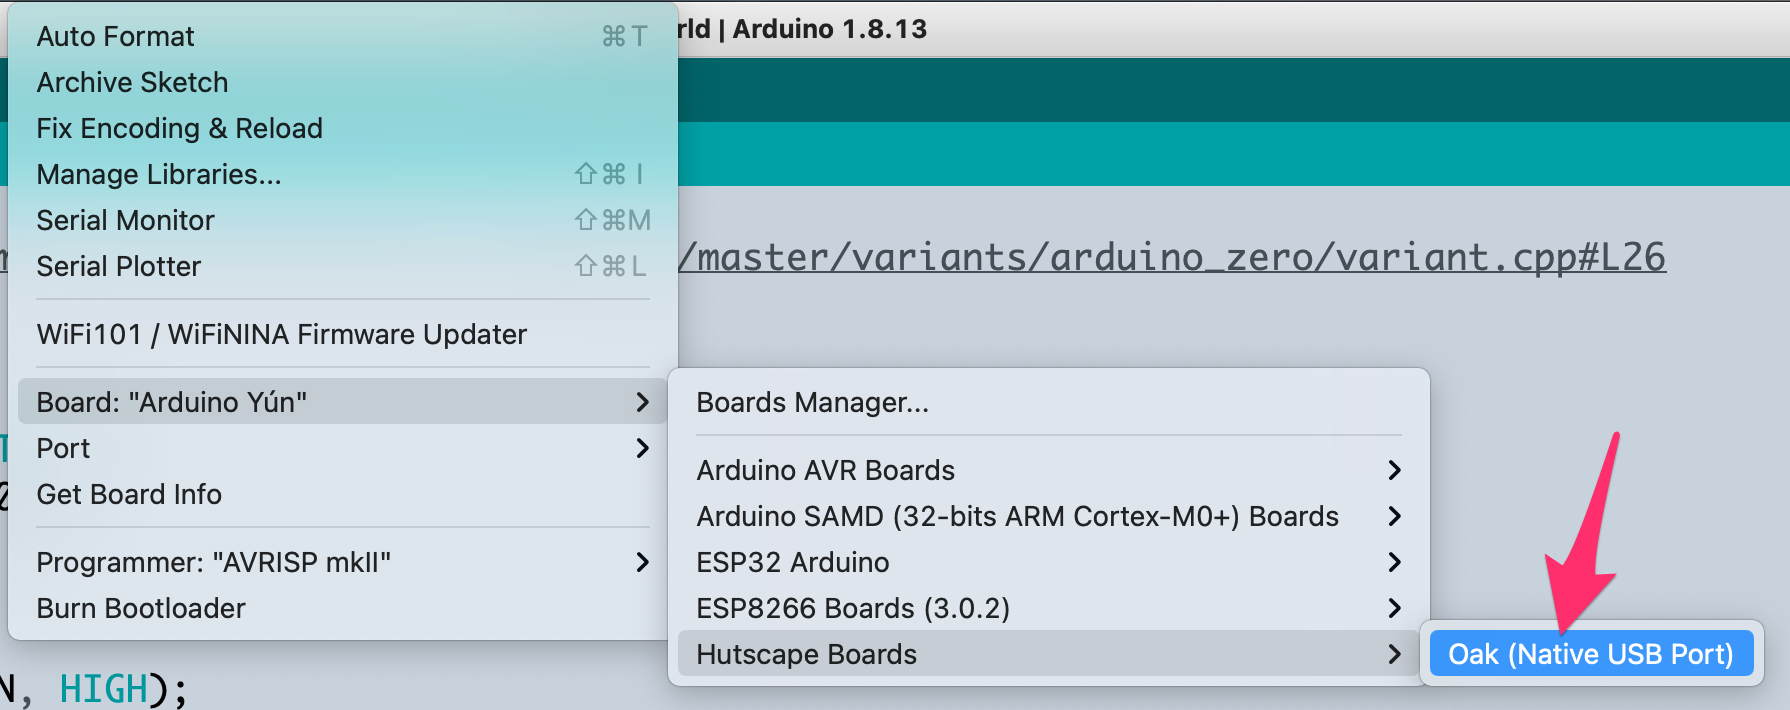 rld | Arduino 1.8.13
Auto Format ⌘T
Archive Sketch
Fix Encoding & Reload
Manage Libraries... ⇧⌘I
Serial Monitor ⇧⌘M
Serial Plotter ⇧⌘L
/master/variants/arduino_zero/variant.cpp#L26
WiFi101 / WiFiNINA Firmware Updater
Board: "Arduino Yún"
Port
Get Board Info
Programmer: "AVRISP mkII"
Burn Bootloader
Boards Manager...
Arduino AVR Boards
Arduino SAMD (32-bits ARM Cortex-M0+) Boards
ESP32 Arduino
ESP8266 Boards (3.0.2)
Hutscape Boards
Oak (Native USB Port)
N, HIGH);